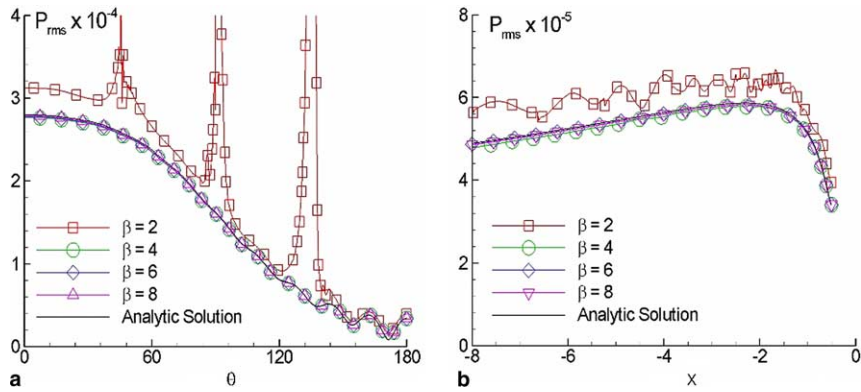 P_rms x 10^-4
4
3
2
1
0
β = 2
β = 4
β = 6
β = 8
Analytic Solution
0 60 120 180
a θ
P_rms x 10^-5
8
6
4
2
0
β = 2
β = 4
β = 6
β = 8
Analytic Solution
-8 -6 -4 -2 0
b x